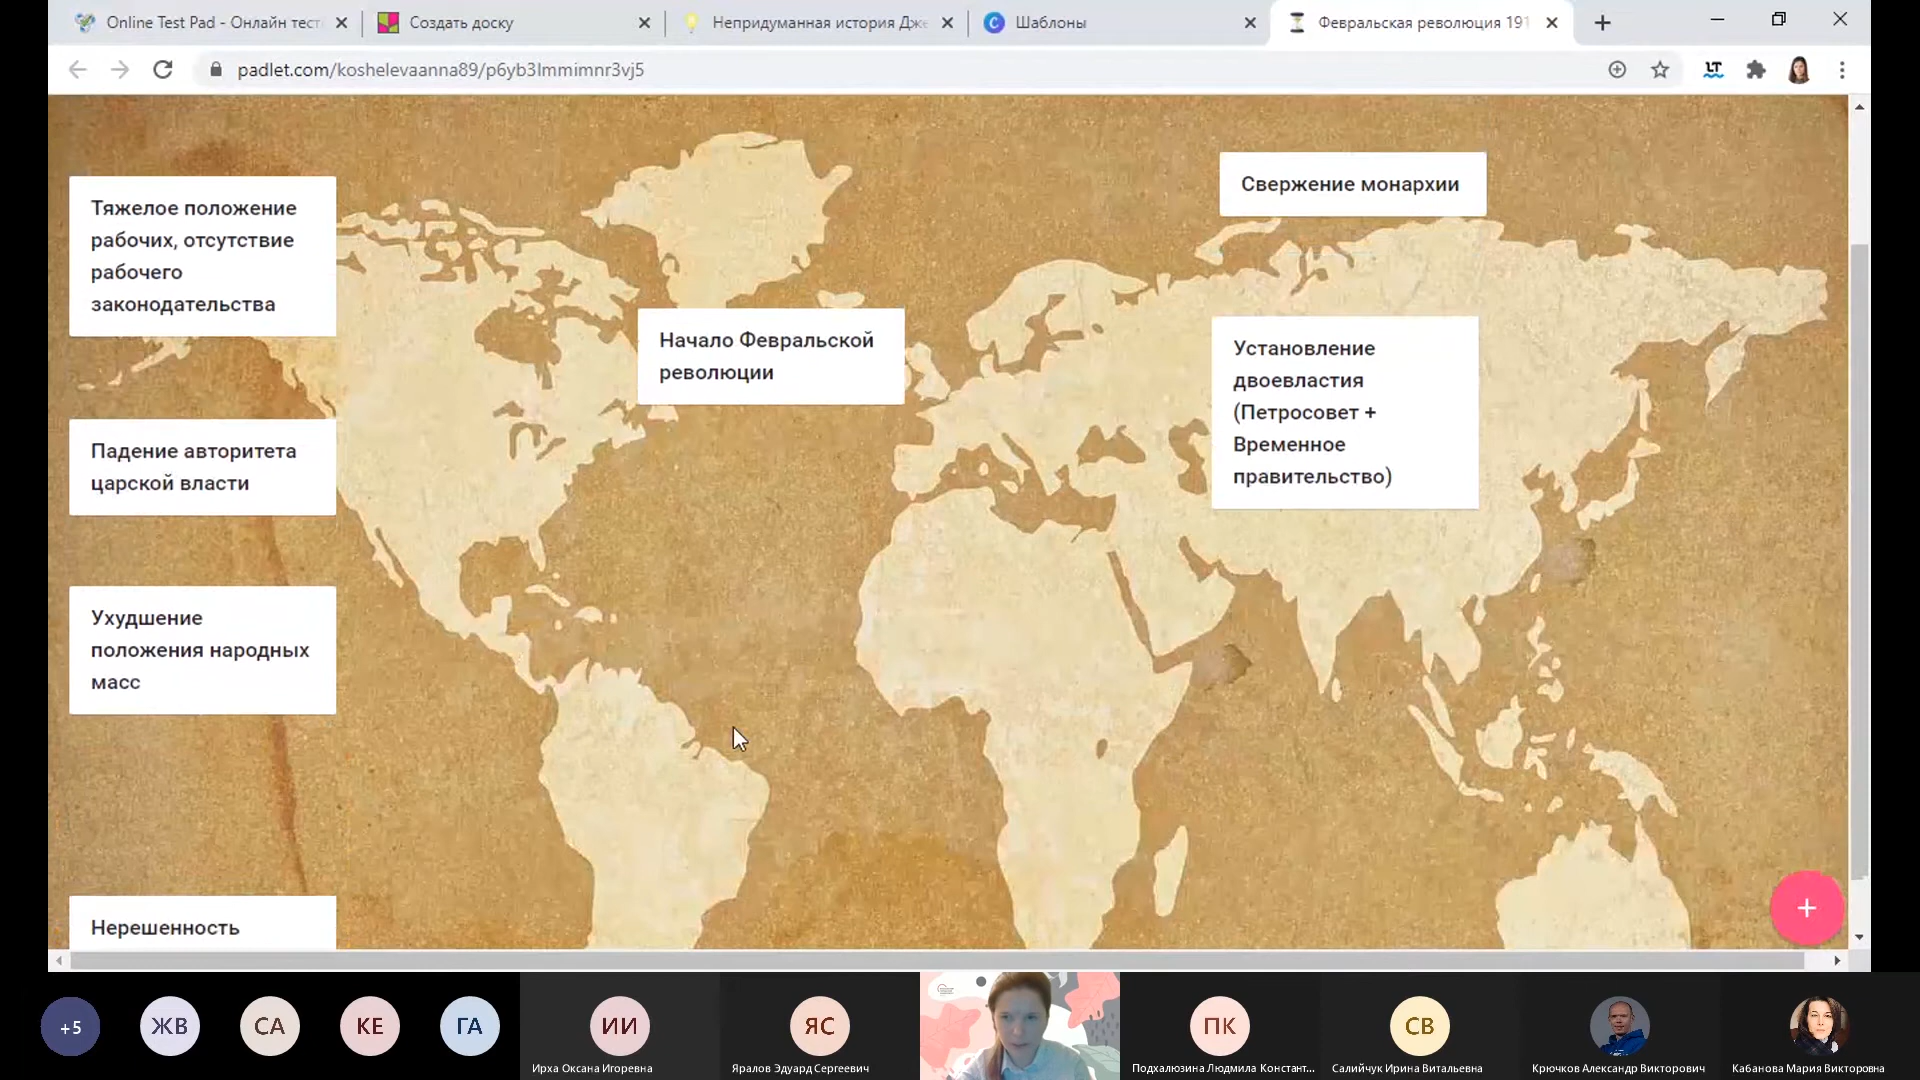 Online Test Pad - Онлайн тест
Создать доску
Непридуманная история Дже
Шаблоны
Февральская революция 191
padlet.com/koshelevaanna89/p6yb3lmmimnr3vj5
LT
Тяжелое положение
рабочих, отсутствие
рабочего
законодательства
Падение авторитета
царской власти
Ухудшение
положения народных
масс
Нерешенность
Начало Февральской
революции
Свержение монархии
Установление
двоевластия
(Петросовет +
Временное
правительство)
+5
ЖВ
СА
КЕ
ГА
ИИ
Ирха Оксана Игоревна
ЯС
Яралов Эдуард Сергеевич
ПК
Подхалюзина Людмила Констант...
СВ
Салийчук Ирина Витальевна
Крючков Александр Викторович
Кабанова Мария Викторовна